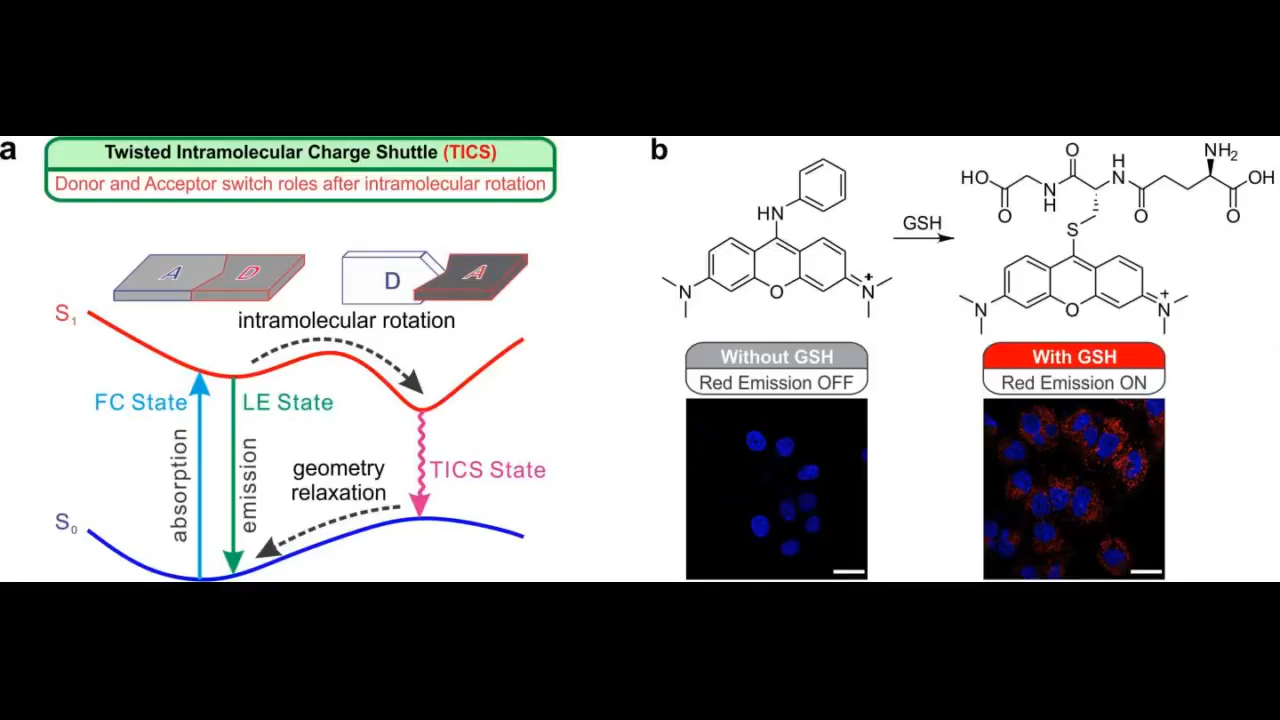 a
Twisted Intramolecular Charge Shuttle (TICS)
Donor and Acceptor switch roles after intramolecular rotation
A D
D A
S1
intramolecular rotation
FC State
LE State
absorption
emission
geometry
relaxation
TICS State
S0
b
HN
N
O
+
N
GSH
O
H
N
NH2
HO
O
N
H
O
OH
O
S
N
O
+
N
Without GSH
Red Emission OFF
With GSH
Red Emission ON